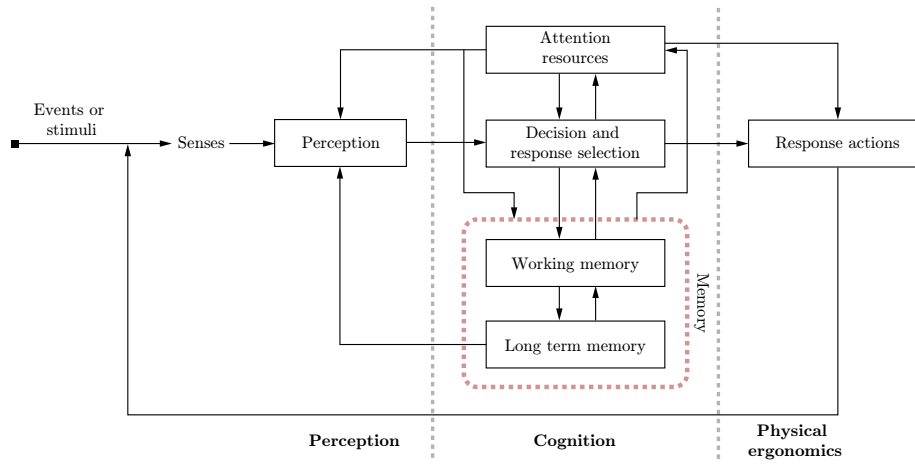 Attention
resources
Events or
stimuli
Senses
Perception
Decision and
response selection
Response actions
Working memory
Memory
Long term memory
Perception
Cognition
Physical
ergonomics